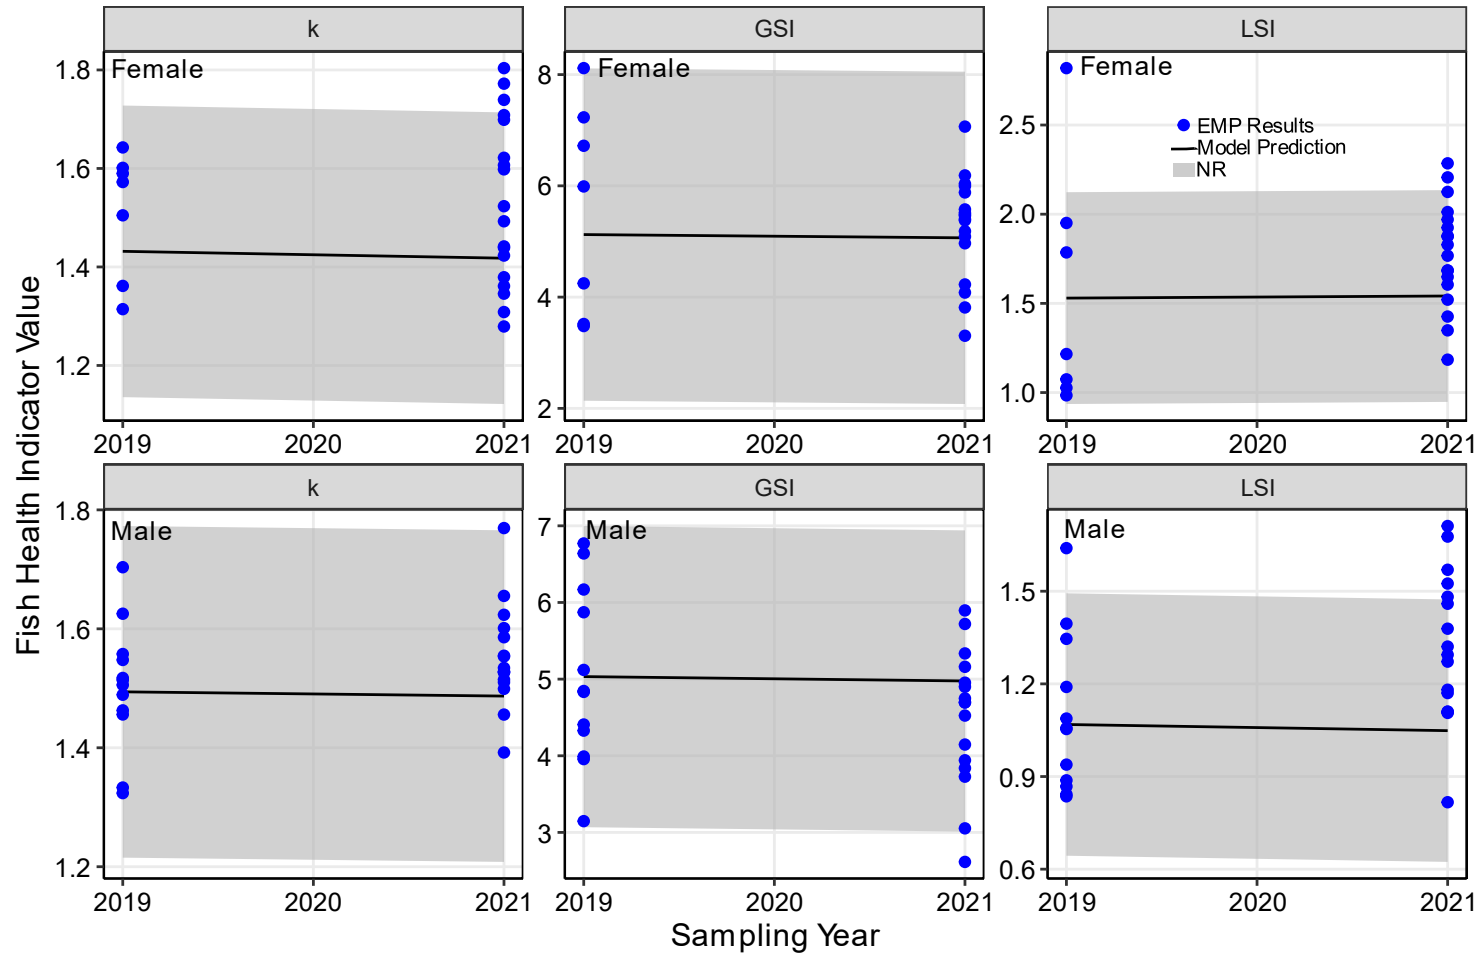 k
GSI
LSI
Female
Female
Female
EMP Results
Model Prediction
NR
1.8
1.6
1.4
1.2
8
6
4
2
2.5
2.0
1.5
1.0
2019
2020
2021
2019
2020
2021
2019
2020
2021
Fish Health Indicator Value
k
GSI
LSI
Male
Male
Male
1.8
1.6
1.4
1.2
7
6
5
4
3
1.5
1.2
0.9
0.6
2019
2020
2021
2019
2020
2021
2019
2020
2021
Sampling Year